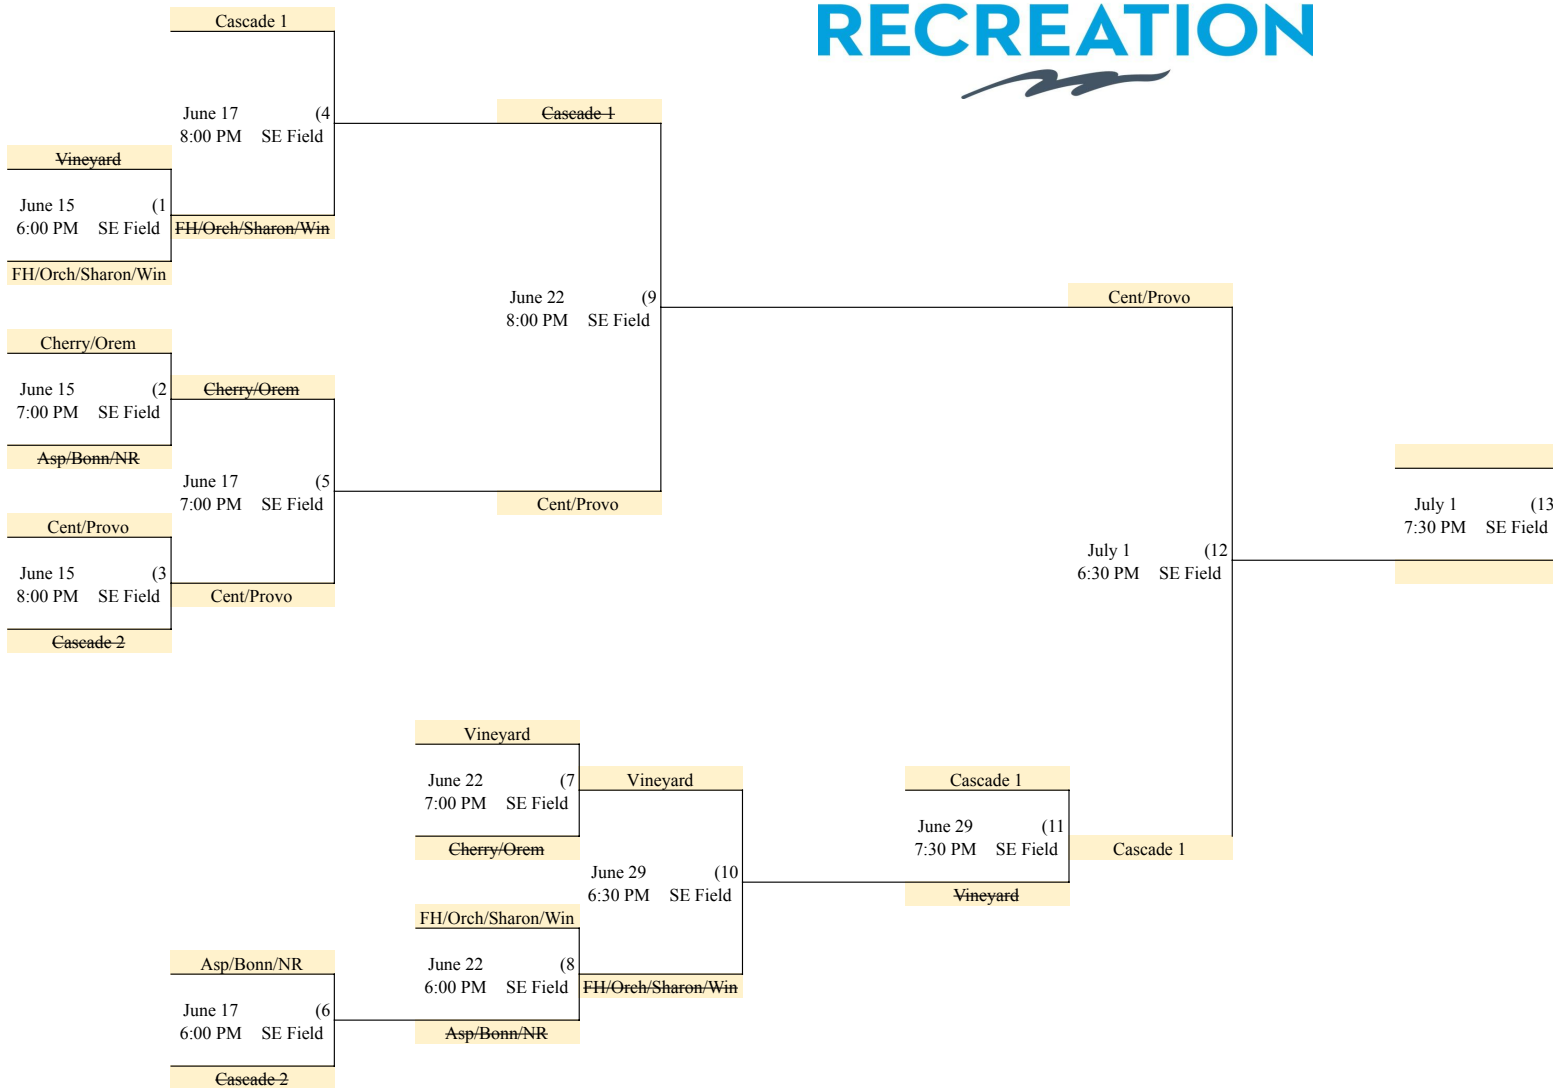 RECREATION
Cascade 1
June 17 (4
8:00 PM SE Field
Cascade 1
Vineyard
June 15 (1
6:00 PM SE Field
FH/Orch/Sharon/Win
FH/Orch/Sharon/Win
June 22 (9
8:00 PM SE Field
Cent/Provo
Cherry/Orem
June 15 (2
7:00 PM SE Field
Cherry/Orem
Asp/Bonn/NR
June 17 (5
7:00 PM SE Field
Cent/Provo
Cent/Provo
June 15 (3
8:00 PM SE Field
Cent/Provo
Cascade 2
July 1 (13
7:30 PM SE Field
July 1 (12
6:30 PM SE Field
Vineyard
June 22 (7
7:00 PM SE Field
Vineyard
Cherry/Orem
Cascade 1
June 29 (11
7:30 PM SE Field
Cascade 1
June 29 (10
6:30 PM SE Field
Vineyard
FH/Orch/Sharon/Win
June 22 (8
6:00 PM SE Field
FH/Orch/Sharon/Win
Asp/Bonn/NR
Asp/Bonn/NR
June 17 (6
6:00 PM SE Field
Cascade 2